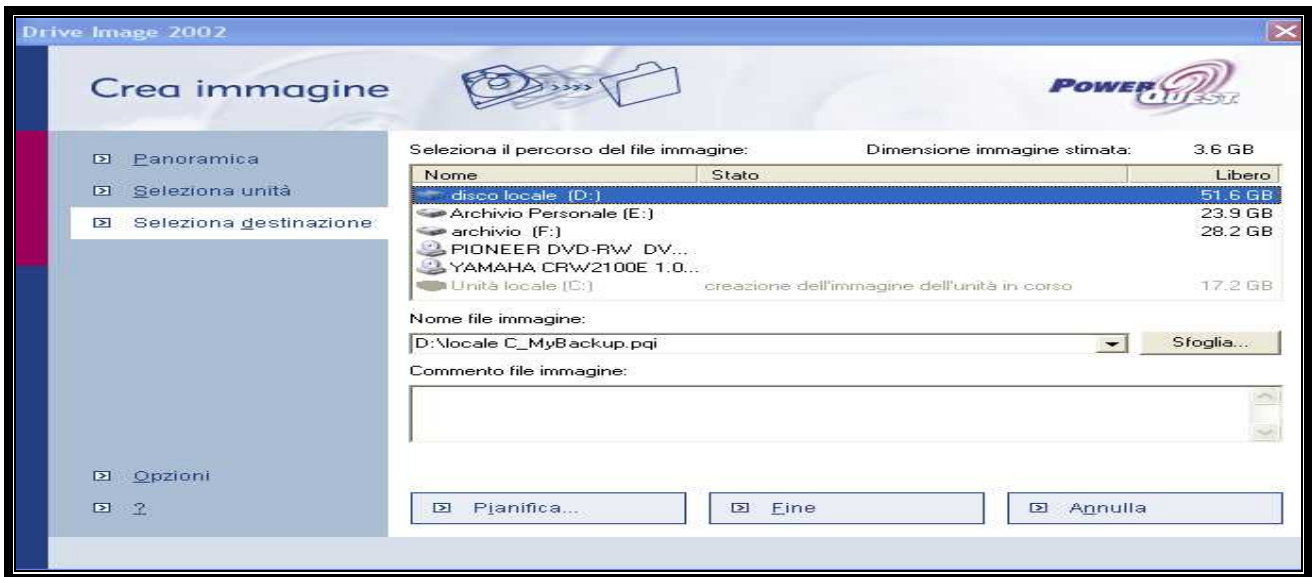 Drive Image 2002
Crea immagine
POWERQUEST
Panoramica
Seleziona unità
Seleziona destinazione
Opzioni
?
Seleziona il percorso del file immagine: Dimensione immagine stimata: 3.6 GB
Nome Stato Libero
disco locale (D:) 51.6 GB
Archivio Personale (E:) 23.9 GB
archivio (F:) 28.2 GB
PIONEER DVD-RW DV...
YAMAHA CRW2100E 1.0...
Unità locale (C:) creazione dell'immagine dell'unità in corso 17.2 GB
Nome file immagine:
D:\locale C_MyBackup.pqi Sfoglia...
Commento file immagine:
Pianifica... Fine Annulla